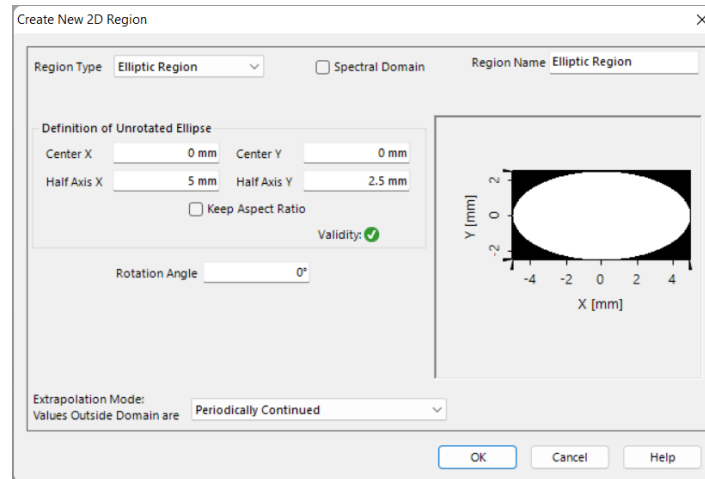 Create New 2D Region
Region Type Elliptic Region Spectral Domain Region Name Elliptic Region
Definition of Unrotated Ellipse
Center X 0 mm Center Y 0 mm
Half Axis X 5 mm Half Axis Y 2.5 mm
Keep Aspect Ratio
Validity:
Rotation Angle 0°
Y [mm]
2
0
-2
-4 -2 0 2 4
X [mm]
Extrapolation Mode:
Values Outside Domain are Periodically Continued
OK Cancel Help